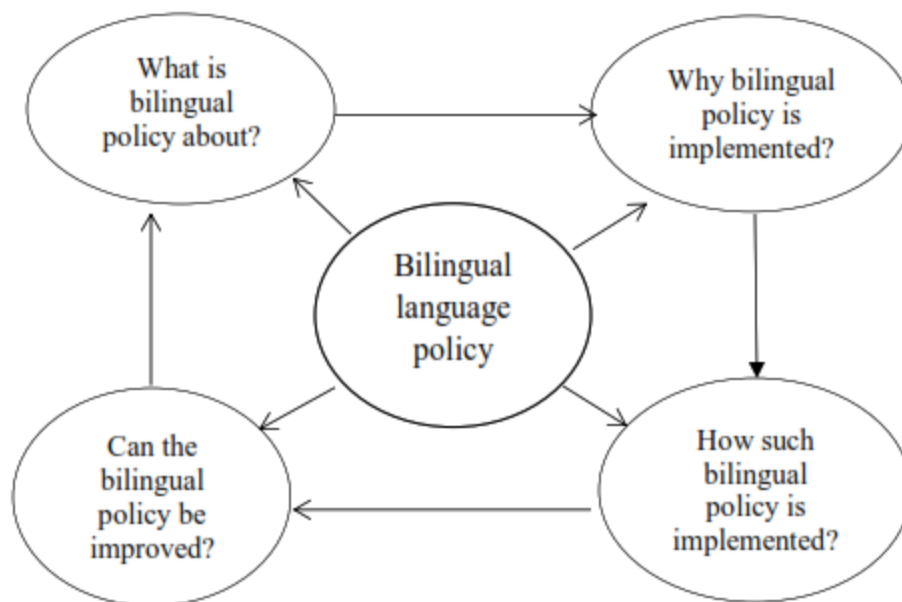 What is
bilingual
policy about?
Why bilingual
policy is
implemented?
Bilingual
language
policy
Can the
bilingual
policy be
improved?
How such
bilingual
policy is
implemented?